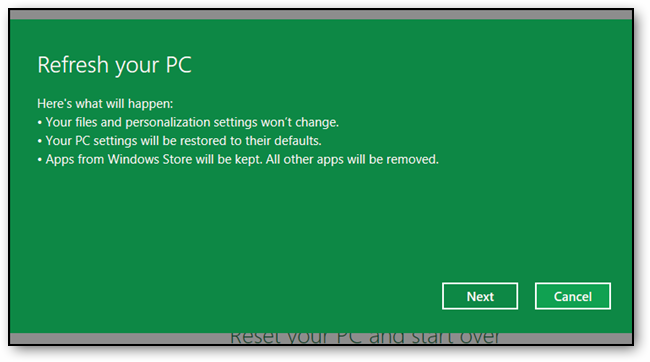 Refresh your PC
Here's what will happen:
• Your files and personalization settings won't change.
• Your PC settings will be restored to their defaults.
• Apps from Windows Store will be kept. All other apps will be removed.
Next Cancel
Reset your PC and start over